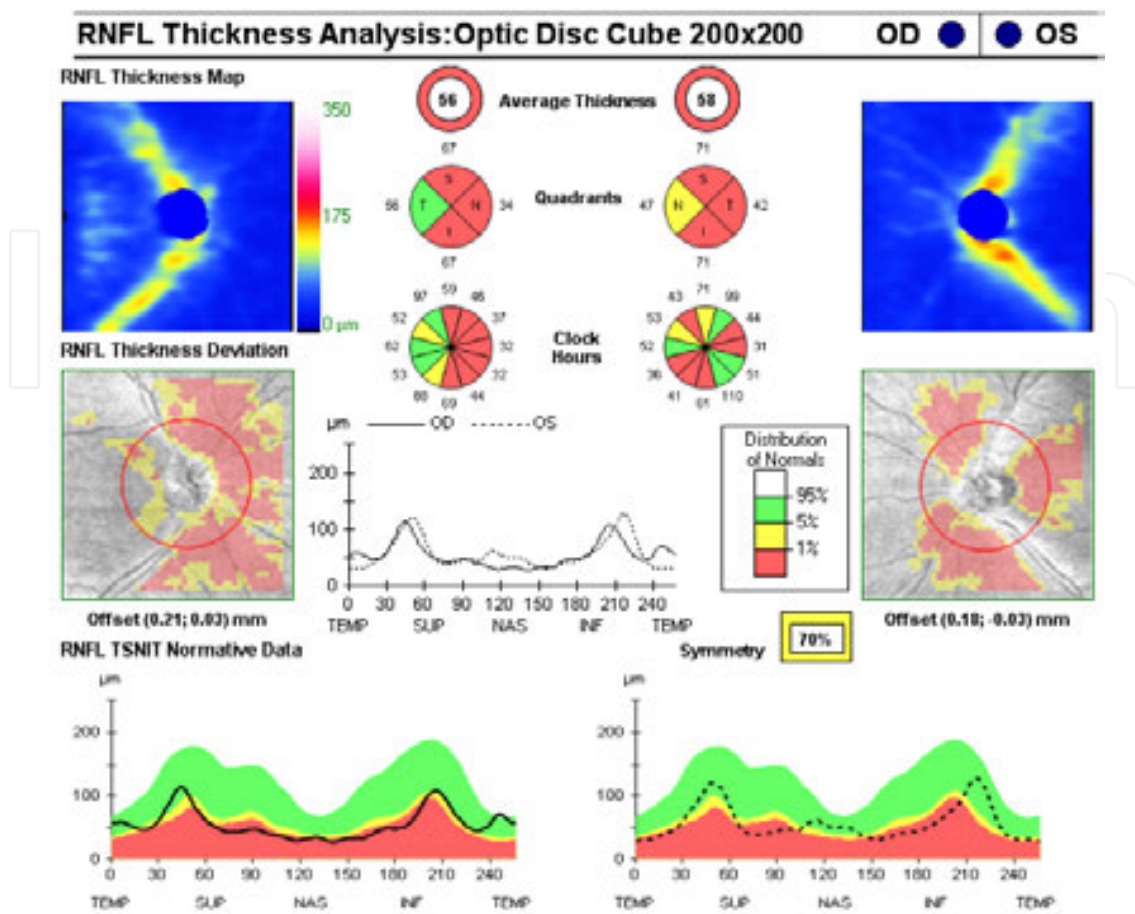 RNFL Thickness Analysis:Optic Disc Cube 200x200 OD OS
RNFL Thickness Map
350
175
0 µm
56 Average Thickness 58
67 71
S S
56 T N 34 Quadrants 47 N T 42
I I
67 71
97 59 46 43 71 99
52 37 53 44
62 32 Clock Hours 52 31
53 32 36 51
44 41 110
69 61
RNFL Thickness Deviation
µm OD OS
200
100
0
0 30 60 90 120 150 180 210 240
TEMP SUP NAS INF TEMP
Distribution
of Normals
95%
5%
1%
Offset (0.21; 0.03) mm
Offset (0.18; -0.03) mm
RNFL TSNIT Normative Data
Symmetry 70%
µm
200
100
0
0 30 60 90 120 150 180 210 240
TEMP SUP NAS INF TEMP
µm
200
100
0
0 30 60 90 120 150 180 210 240
TEMP SUP NAS INF TEMP